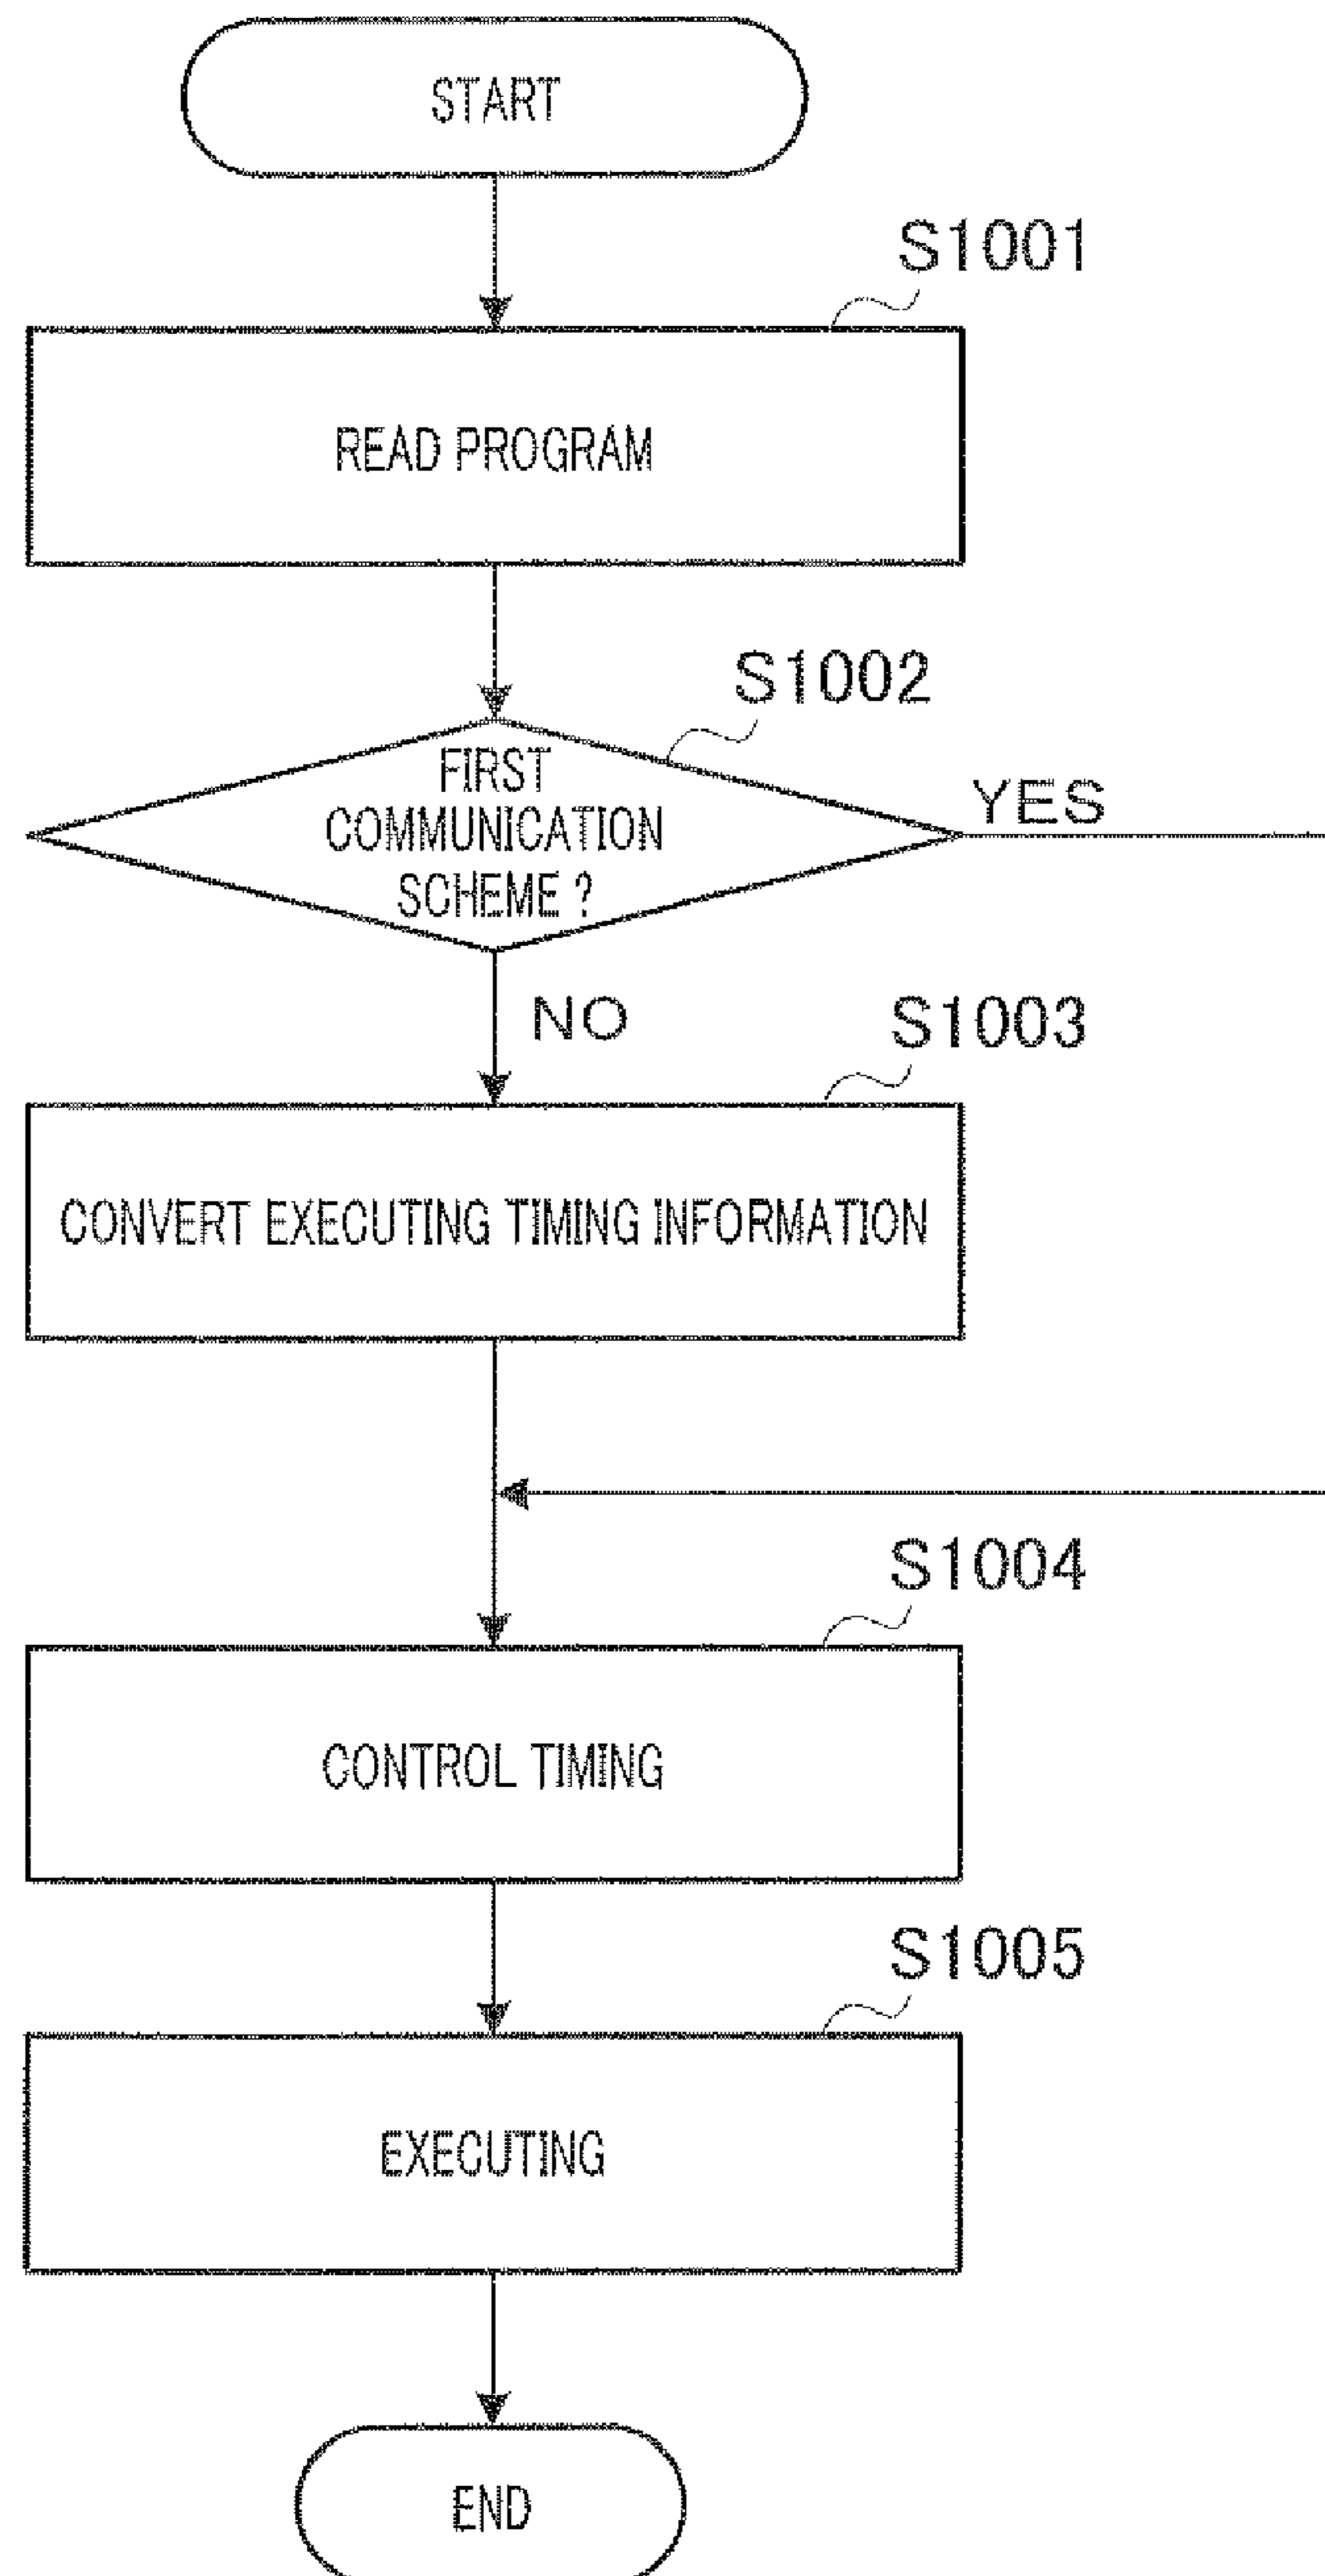 START
S1001
READ PROGRAM
S1002
FIRST
COMMUNICATION
SCHEME ?
YES
NO
S1003
CONVERT EXECUTING TIMING INFORMATION
S1004
CONTROL TIMING
S1005
EXECUTING
END